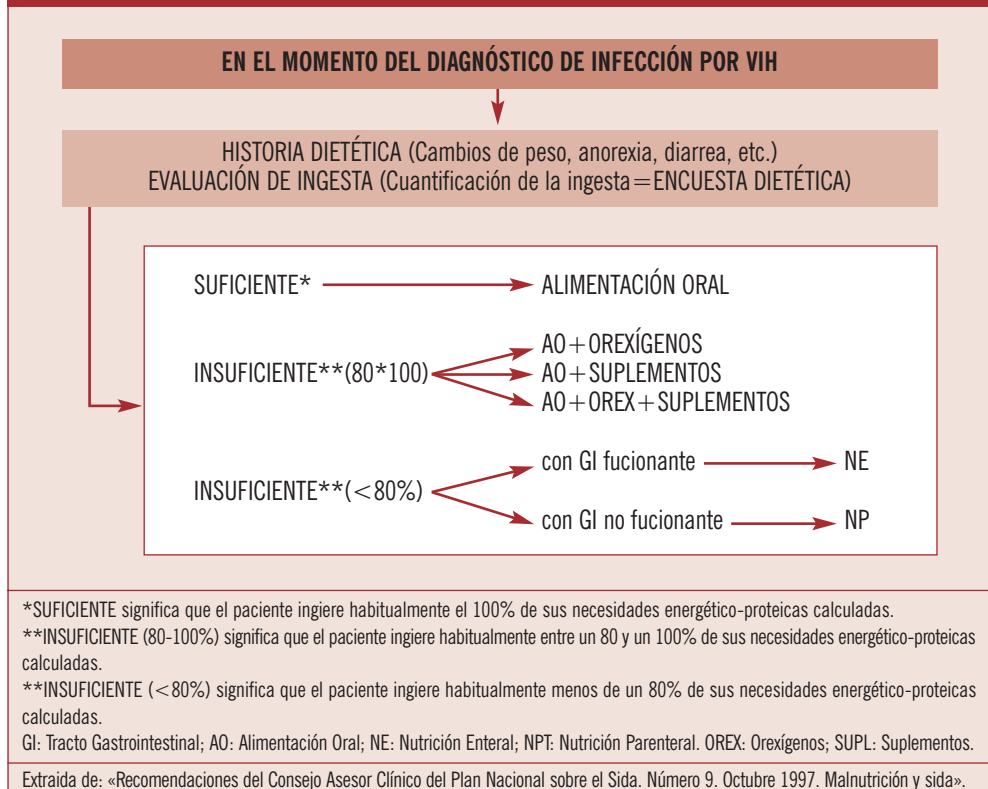 EN EL MOMENTO DEL DIAGNÓSTICO DE INFECCIÓN POR VIH
HISTORIA DIETÉTICA (Cambios de peso, anorexia, diarrea, etc.)
EVALUACIÓN DE INGESTA (Cuantificación de la ingesta=ENCUESTA DIETÉTICA)
SUFICIENTE* ALIMENTACIÓN ORAL
AO+OREXÍGENOS
INSUFICIENTE**(80*100) AO+SUPLEMENTOS
AO+OREX+SUPLEMENTOS
con GI fucionante NE
INSUFICIENTE**(<80%)
con GI no fucionante NP
*SUFICIENTE significa que el paciente ingiere habitualmente el 100% de sus necesidades energético-proteicas calculadas.
**INSUFICIENTE (80-100%) significa que el paciente ingiere habitualmente entre un 80 y un 100% de sus necesidades energético-proteicas
calculadas.
**INSUFICIENTE (<80%) significa que el paciente ingiere habitualmente menos de un 80% de sus necesidades energético-proteicas
calculadas.
GI: Tracto Gastrointestinal; AO: Alimentación Oral; NE: Nutrición Enteral; NPT: Nutrición Parenteral. OREX: Orexígenos; SUPL: Suplementos.
Extraida de: «Recomendaciones del Consejo Asesor Clínico del Plan Nacional sobre el Sida. Número 9. Octubre 1997. Malnutrición y sida».